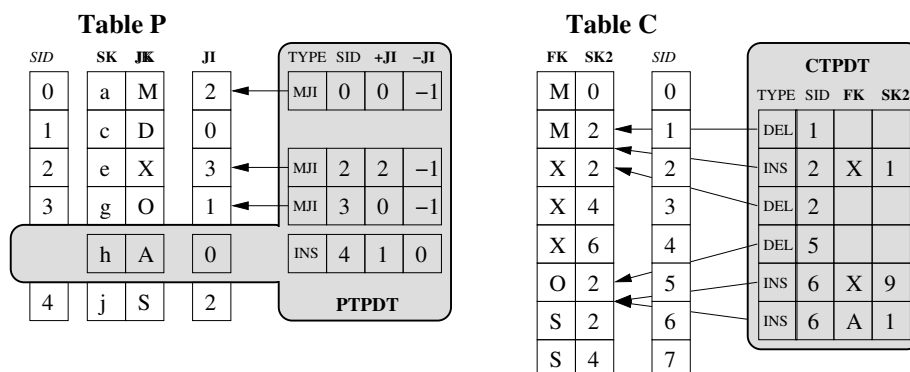 Table P
SID SK JK JI TYPE SID +JI −JI
0 a M 2 MJI 0 0 −1
1 c D 0
2 e X 3 MJI 2 2 −1
3 g O 1 MJI 3 0 −1
h A 0 INS 4 1 0
4 j S 2
PTPDT
Table C
FK SK2 SID
M 0 0
M 2 1
X 2 2
X 4 3
X 6 4
O 2 5
S 2 6
S 4 7
CTPDT
TYPE SID FK SK2
DEL 1
INS 2 X 1
DEL 2
DEL 5
INS 6 X 9
INS 6 A 1